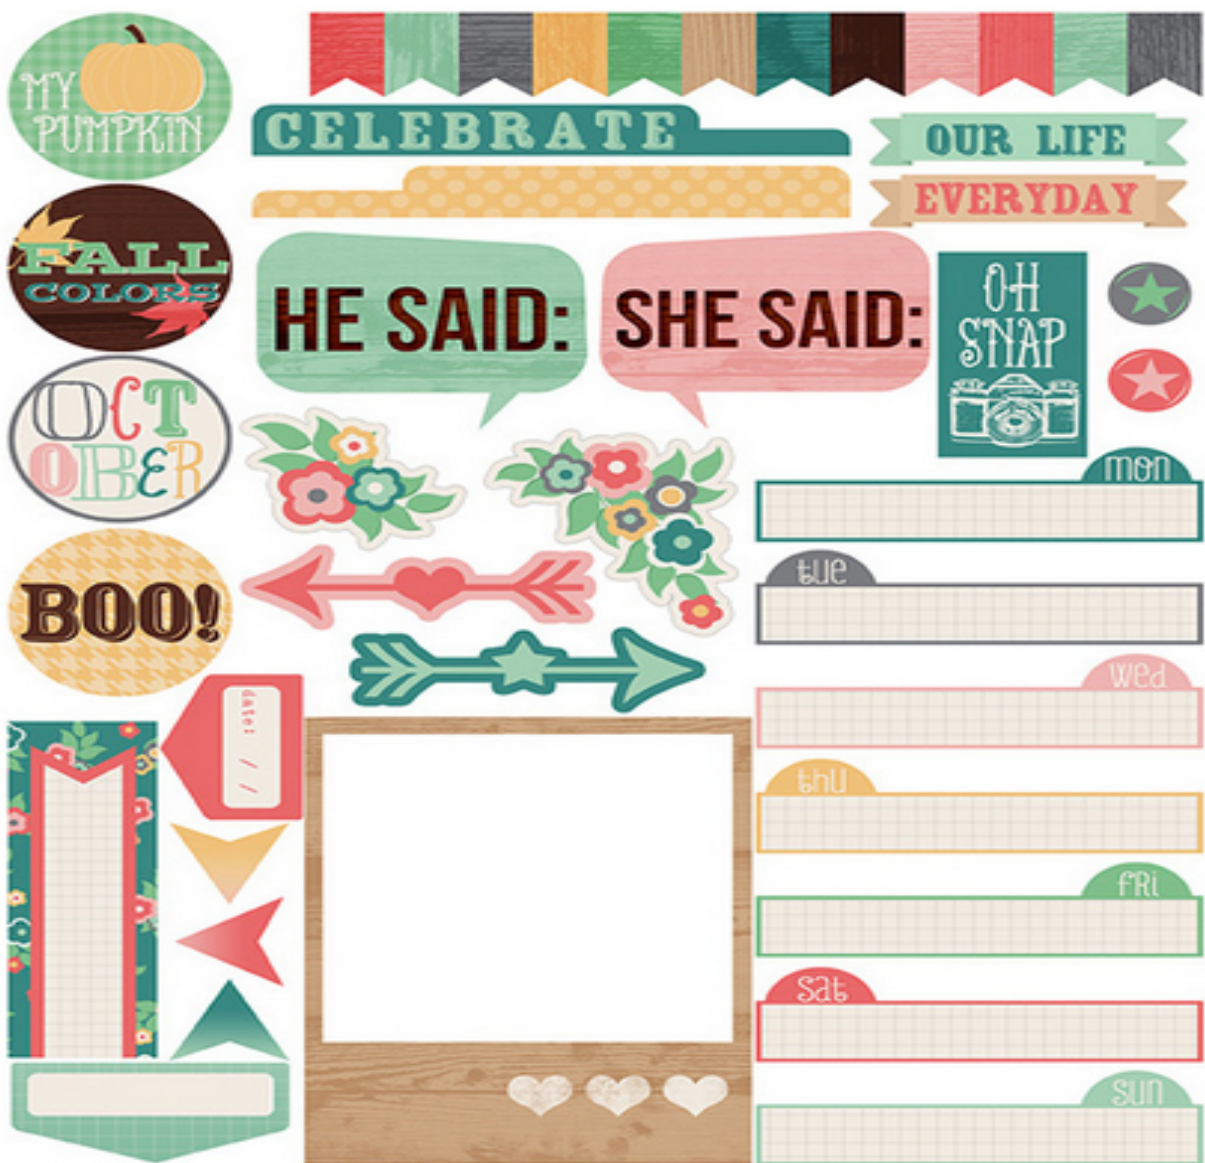 MY
PUMPKIN
CELEBRATE
OUR LIFE
EVERYDAY
FALL
COLORS
HE SAID:
SHE SAID:
OH
SNAP
OCT
OBER
mon
BOO!
tue
wed
date: / /
thu
FRi
sat
sun